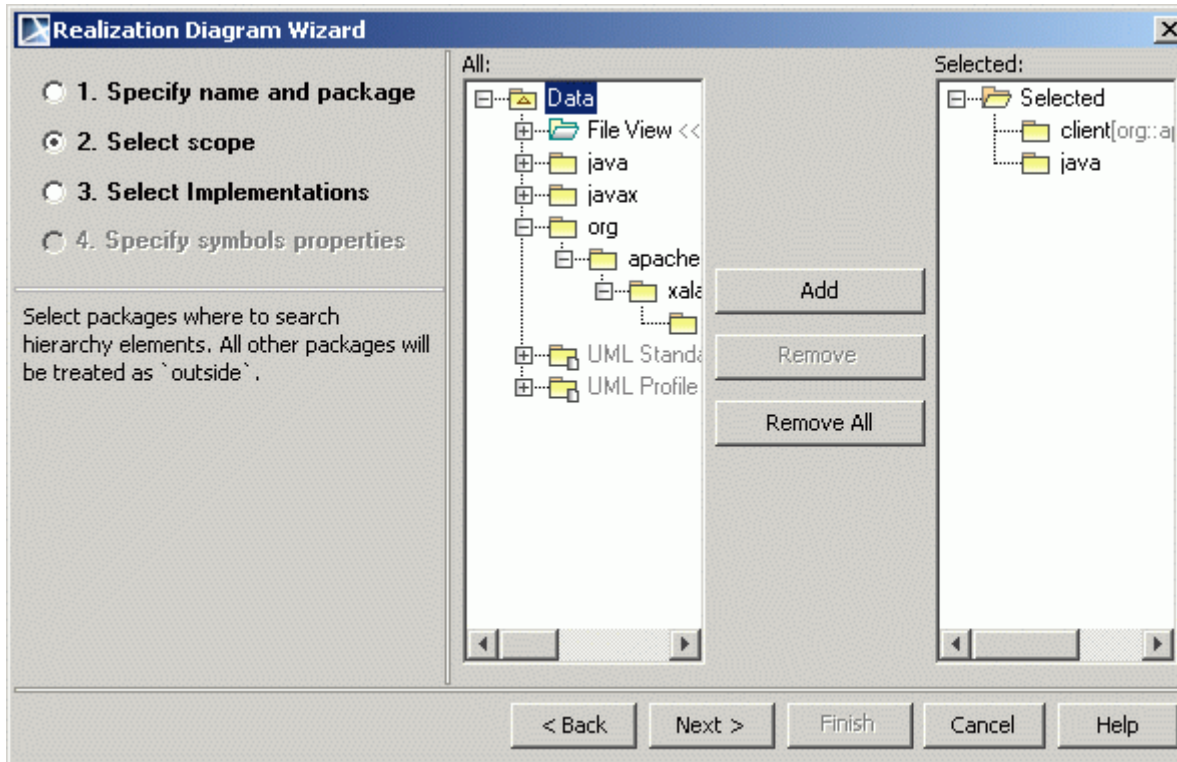 Realization Diagram Wizard
1. Specify name and package
2. Select scope
3. Select Implementations
4. Specify symbols properties
Select packages where to search
hierarchy elements. All other packages will
be treated as `outside`.
All:
Data
File View <<
java
javax
org
apache
xala
UML Standa
UML Profile
Add
Remove
Remove All
Selected:
Selected
client[org::ap
java
< Back
Next >
Finish
Cancel
Help